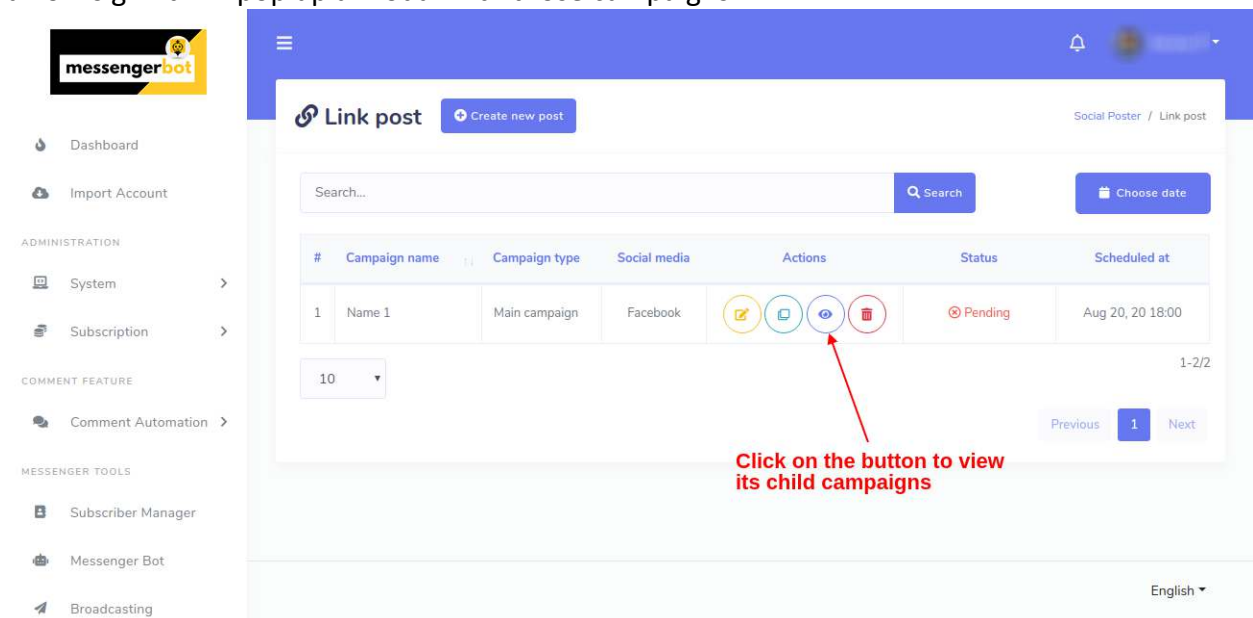 messengerbot
Link post
Create new post
Social Poster / Link post
Dashboard
Import Account
Search...
Search
Choose date
ADMINISTRATION
# Campaign name Campaign type Social media Actions Status Scheduled at
System
1 Name 1 Main campaign Facebook Pending Aug 20, 20 18:00
Subscription
10
1-2/2
COMMENT FEATURE
Comment Automation
Previous 1 Next
Click on the button to view
its child campaigns
MESSENGER TOOLS
Subscriber Manager
Messenger Bot
English
Broadcasting